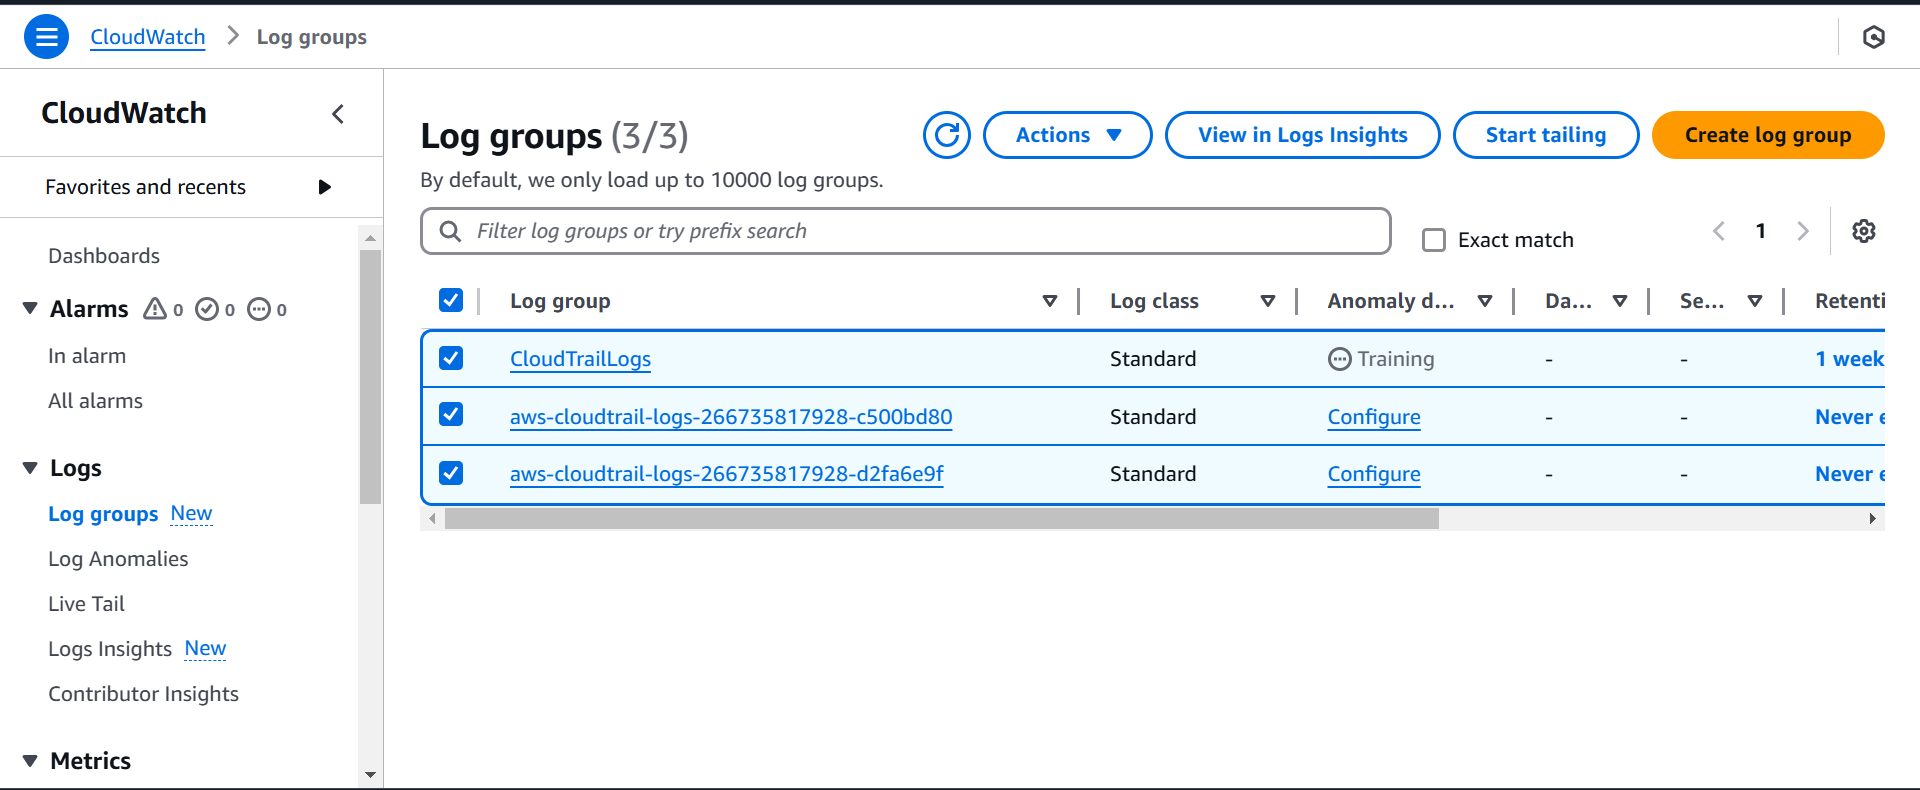 CloudWatch > Log groups
CloudWatch
Favorites and recents
Dashboards
Alarms 0 0 0
In alarm
All alarms
Logs
Log groups New
Log Anomalies
Live Tail
Logs Insights New
Contributor Insights
Metrics
Log groups (3/3)
Actions
View in Logs Insights
Start tailing
Create log group
By default, we only load up to 10000 log groups.
Filter log groups or try prefix search
Exact match
1
Log group Log class Anomaly d... Da... Se... Retenti
CloudTrailLogs Standard Training - - 1 week
aws-cloudtrail-logs-266735817928-c500bd80 Standard Configure - - Never e
aws-cloudtrail-logs-266735817928-d2fa6e9f Standard Configure - - Never e